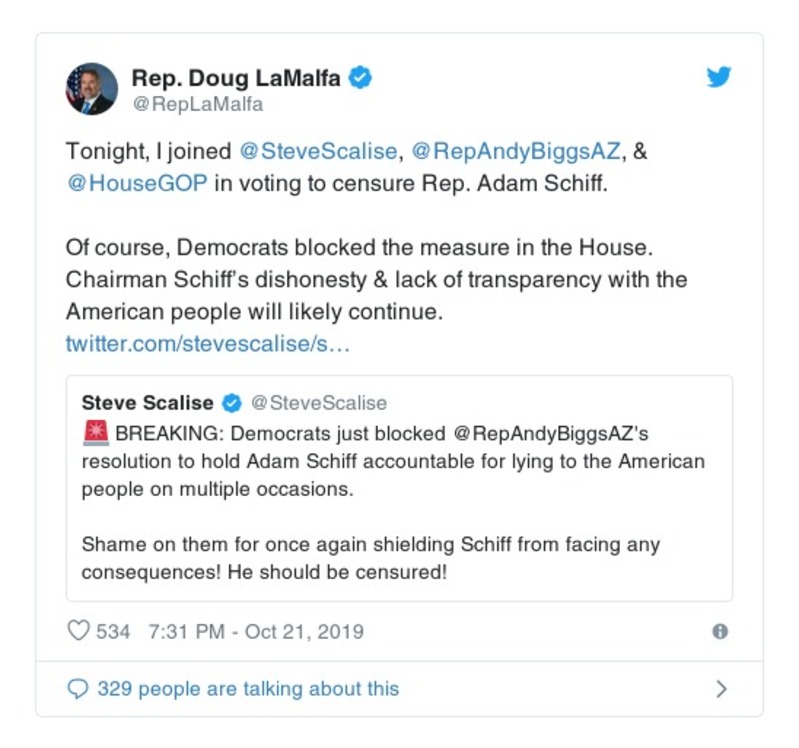 Rep. Doug LaMalfa
@RepLaMalfa
Tonight, I joined @SteveScalise, @RepAndyBiggsAZ, &
@HouseGOP in voting to censure Rep. Adam Schiff.
Of course, Democrats blocked the measure in the House.
Chairman Schiff's dishonesty & lack of transparency with the
American people will likely continue.
twitter.com/stevescalise/s…
Steve Scalise @SteveScalise
🚨 BREAKING: Democrats just blocked @RepAndyBiggsAZ's
resolution to hold Adam Schiff accountable for lying to the American
people on multiple occasions.
Shame on them for once again shielding Schiff from facing any
consequences! He should be censured!
534 7:31 PM - Oct 21, 2019
329 people are talking about this